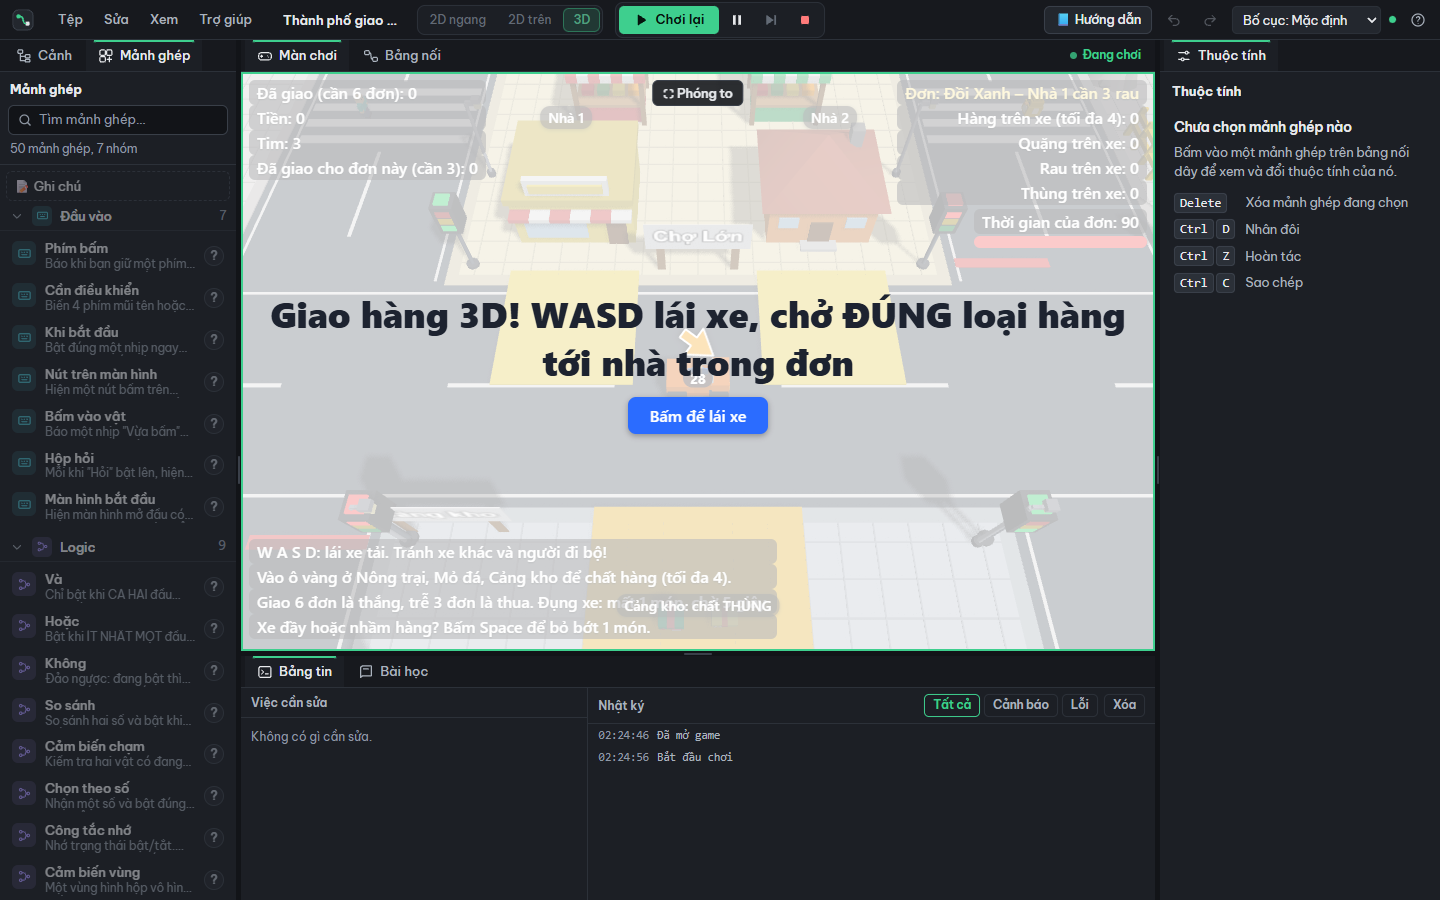 Tệp Sửa Xem Trợ giúp Thành phố giao ... 2D ngang 2D trên 3D Chơi lại Hướng dẫn Bố cục: Mặc định
Cảnh Mảnh ghép Màn chơi Bảng nối Đang chơi Thuộc tính
Mảnh ghép
Tìm mảnh ghép...
50 mảnh ghép, 7 nhóm
Ghi chú
Đầu vào 7
Phím bấm
Báo khi bạn giữ một phím...
Cần điều khiển
Biến 4 phím mũi tên hoặc...
Khi bắt đầu
Bật đúng một nhịp ngay...
Nút trên màn hình
Hiện một nút bấm trên...
Bấm vào vật
Báo một nhịp "Vừa bấm"...
Hộp hỏi
Mỗi khi "Hỏi" bật lên, hiện...
Màn hình bắt đầu
Hiện màn hình mở đầu có...
Logic 9
Và
Chỉ bật khi CẢ HAI đầu...
Hoặc
Bật khi ÍT NHẤT MỘT đầu...
Không
Đảo ngược: đang bật thì...
So sánh
So sánh hai số và bật khi...
Cảm biến chạm
Kiểm tra hai vật có đang...
Chọn theo số
Nhận một số và bật đúng...
Công tắc nhớ
Nhớ trạng thái bật/tắt....
Cảm biến vùng
Một vùng hình hộp vô hìn...
Đã giao (cần 6 đơn): 0
Tiền: 0
Tim: 3
Đã giao cho đơn này (cần 3): 0
Phóng to
Nhà 1
Nhà 2
Đơn: Đồi Xanh – Nhà 1 cần 3 rau
Hàng trên xe (tối đa 4): 0
Quặng trên xe: 0
Rau trên xe: 0
Thùng trên xe: 0
Thời gian của đơn: 90
Chợ Lớn
Giao hàng 3D! WASD lái xe, chở ĐÚNG loại hàng
tới nhà trong đơn
28
Bấm để lái xe
W A S D: lái xe tải. Tránh xe khác và người đi bộ!
Vào ô vàng ở Nông trại, Mỏ đá, Cảng kho để chất hàng (tối đa 4).
Giao 6 đơn là thắng, trễ 3 đơn là thua. Đụng xe:
Cảng kho: chất THÙNG
Xe đầy hoặc nhầm hàng? Bấm Space để bỏ bớt 1 món.
Bảng tin Bài học
Việc cần sửa
Không có gì cần sửa.
Nhật ký Tất cả Cảnh báo Lỗi Xóa
02:24:46 Đã mở game
02:24:56 Bắt đầu chơi
Thuộc tính
Chưa chọn mảnh ghép nào
Bấm vào một mảnh ghép trên bảng nối
dây để xem và đổi thuộc tính của nó.
Delete Xóa mảnh ghép đang chọn
Ctrl D Nhân đôi
Ctrl Z Hoàn tác
Ctrl C Sao chép